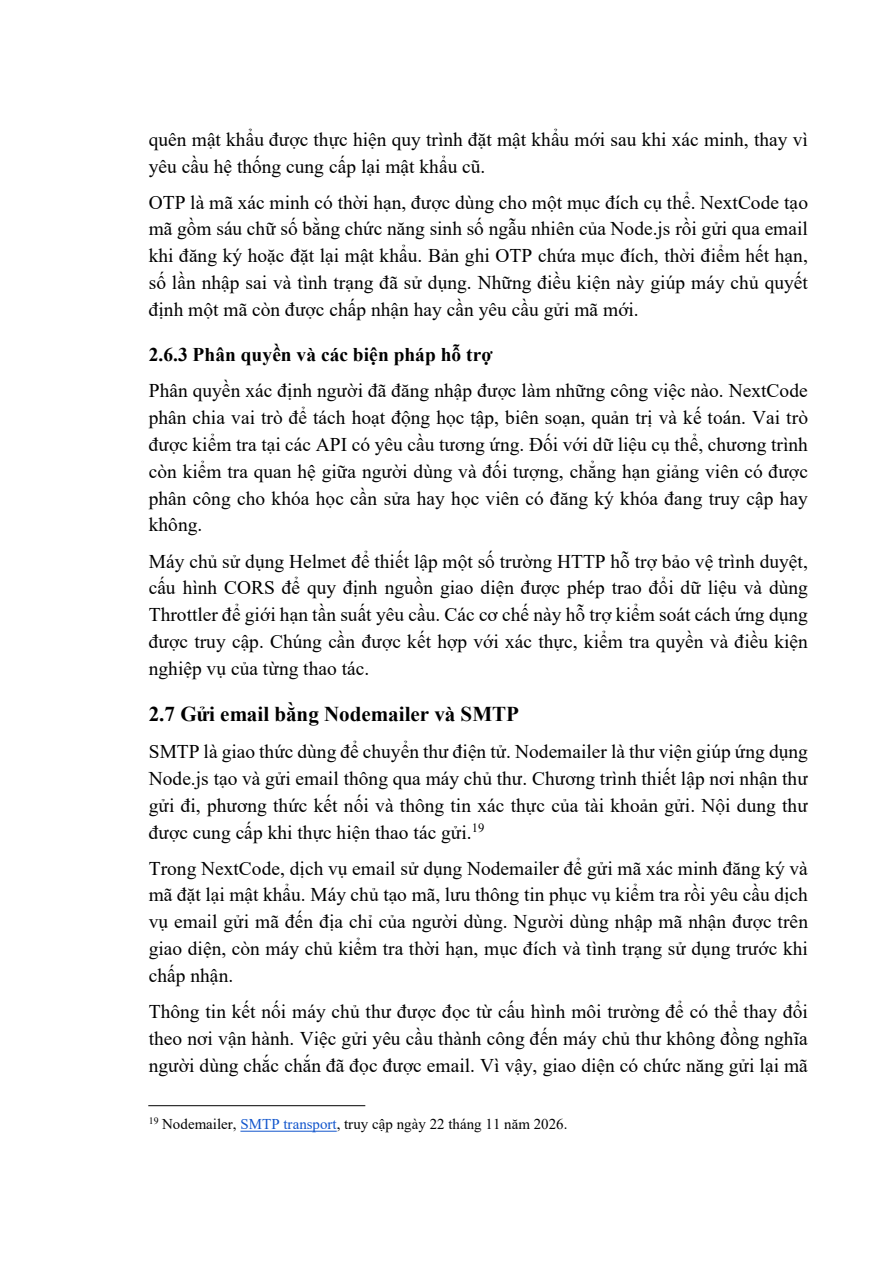 quên mật khẩu được thực hiện quy trình đặt mật khẩu mới sau khi xác minh, thay vì
yêu cầu hệ thống cung cấp lại mật khẩu cũ.
OTP là mã xác minh có thời hạn, được dùng cho một mục đích cụ thể. NextCode tạo
mã gồm sáu chữ số bằng chức năng sinh số ngẫu nhiên của Node.js rồi gửi qua email
khi đăng ký hoặc đặt lại mật khẩu. Bản ghi OTP chứa mục đích, thời điểm hết hạn,
số lần nhập sai và tình trạng đã sử dụng. Những điều kiện này giúp máy chủ quyết
định một mã còn được chấp nhận hay cần yêu cầu gửi mã mới.
2.6.3 Phân quyền và các biện pháp hỗ trợ
Phân quyền xác định người đã đăng nhập được làm những công việc nào. NextCode
phân chia vai trò để tách hoạt động học tập, biên soạn, quản trị và kế toán. Vai trò
được kiểm tra tại các API có yêu cầu tương ứng. Đối với dữ liệu cụ thể, chương trình
còn kiểm tra quan hệ giữa người dùng và đối tượng, chẳng hạn giảng viên có được
phân công cho khóa học cần sửa hay học viên có đăng ký khóa đang truy cập hay
không.
Máy chủ sử dụng Helmet để thiết lập một số trường HTTP hỗ trợ bảo vệ trình duyệt,
cấu hình CORS để quy định nguồn giao diện được phép trao đổi dữ liệu và dùng
Throttler để giới hạn tần suất yêu cầu. Các cơ chế này hỗ trợ kiểm soát cách ứng dụng
được truy cập. Chúng cần được kết hợp với xác thực, kiểm tra quyền và điều kiện
nghiệp vụ của từng thao tác.
2.7 Gửi email bằng Nodemailer và SMTP
SMTP là giao thức dùng để chuyển thư điện tử. Nodemailer là thư viện giúp ứng dụng
Node.js tạo và gửi email thông qua máy chủ thư. Chương trình thiết lập nơi nhận thư
gửi đi, phương thức kết nối và thông tin xác thực của tài khoản gửi. Nội dung thư
được cung cấp khi thực hiện thao tác gửi.19
Trong NextCode, dịch vụ email sử dụng Nodemailer để gửi mã xác minh đăng ký và
mã đặt lại mật khẩu. Máy chủ tạo mã, lưu thông tin phục vụ kiểm tra rồi yêu cầu dịch
vụ email gửi mã đến địa chỉ của người dùng. Người dùng nhập mã nhận được trên
giao diện, còn máy chủ kiểm tra thời hạn, mục đích và tình trạng sử dụng trước khi
chấp nhận.
Thông tin kết nối máy chủ thư được đọc từ cấu hình môi trường để có thể thay đổi
theo nơi vận hành. Việc gửi yêu cầu thành công đến máy chủ thư không đồng nghĩa
người dùng chắc chắn đã đọc được email. Vì vậy, giao diện có chức năng gửi lại mã
19 Nodemailer, SMTP transport, truy cập ngày 22 tháng 11 năm 2026.